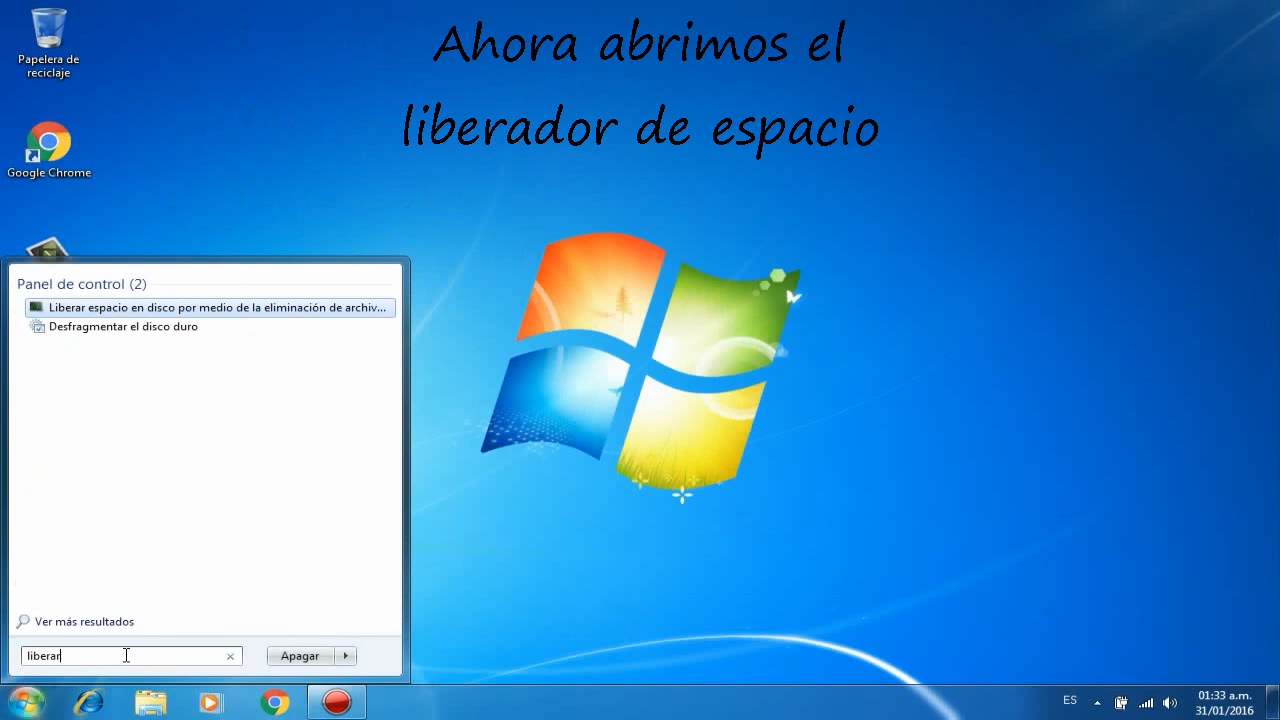 Ahora abrimos el
liberador de espacio
Papelera de
reciclaje
Google Chrome
Panel de control (2)
Liberar espacio en disco por medio de la eliminación de archiv...
Desfragmentar el disco duro
Ver más resultados
liberar
Apagar
ES
01:33 a.m.
31/01/2016